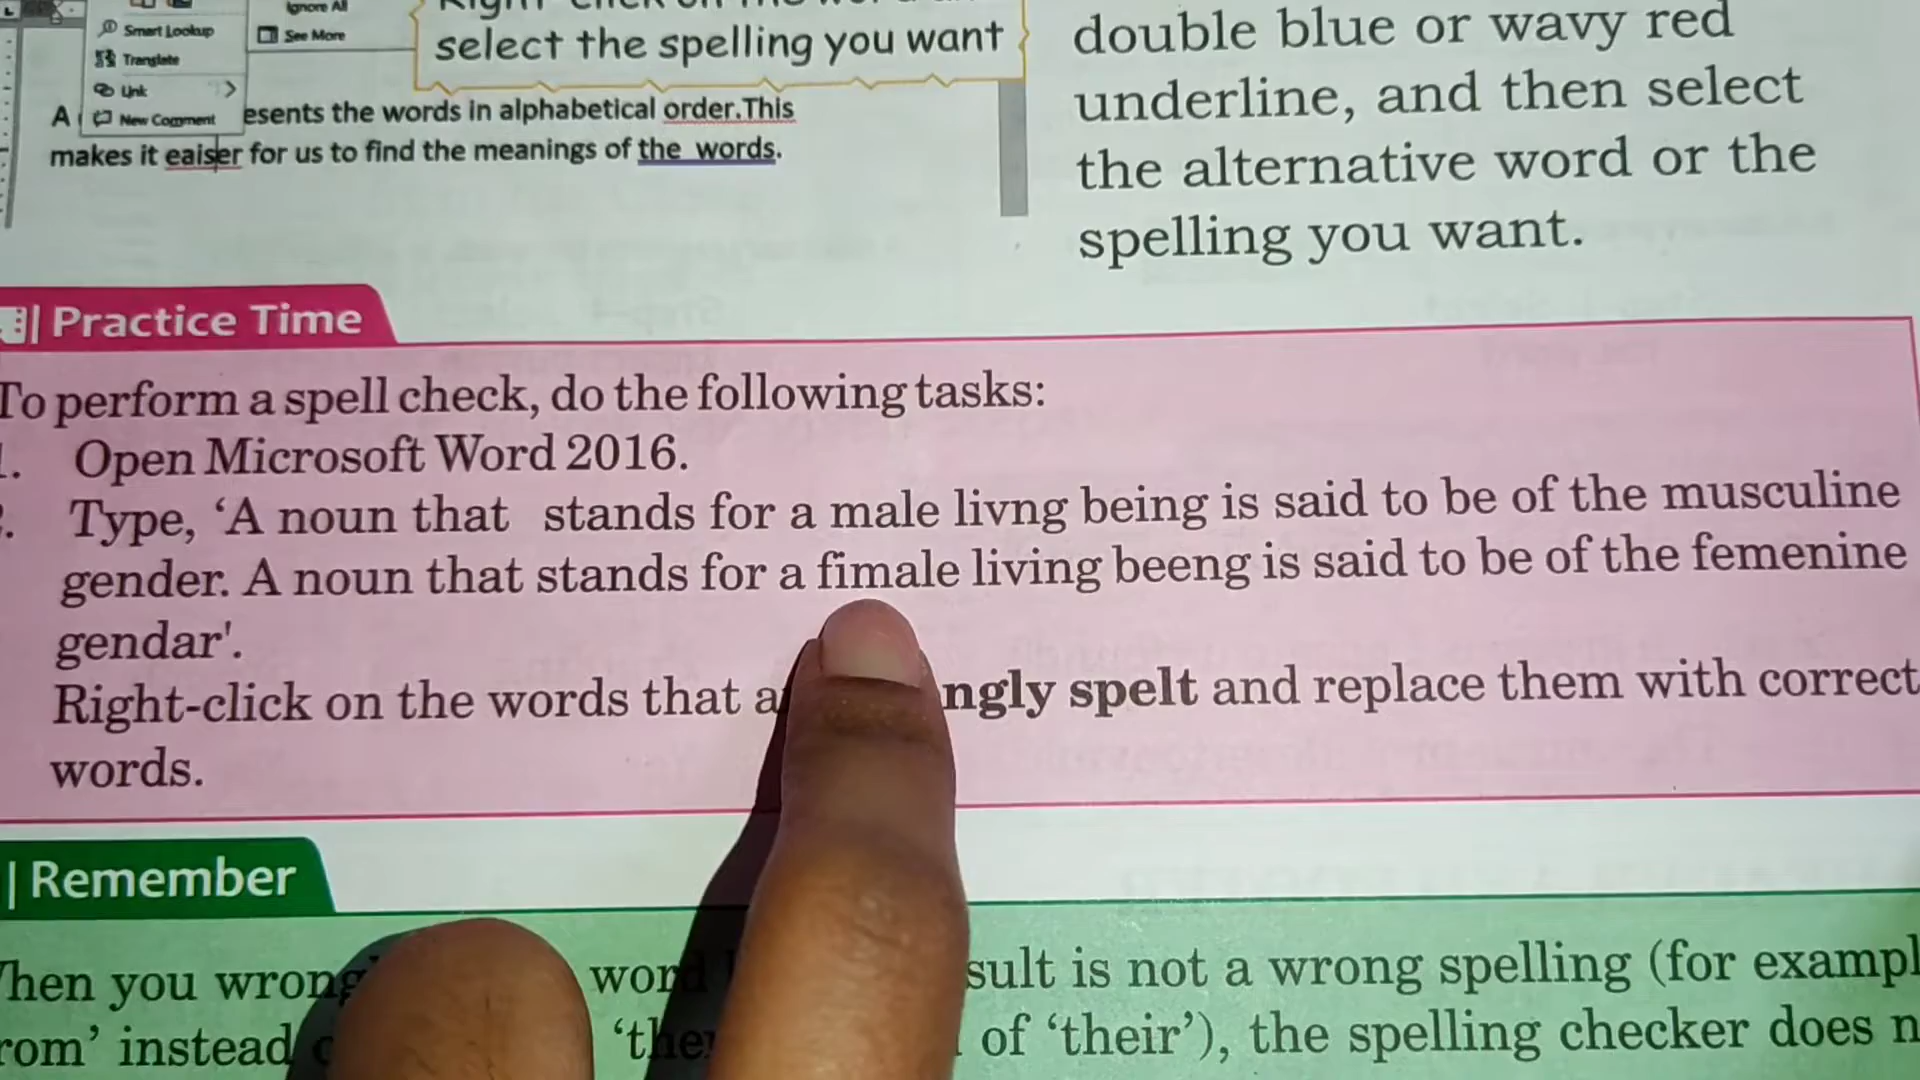 Ignore All
Smart Lookup
See More
Translate
Link
New Comment
select the spelling you want
A esents the words in alphabetical order.This
makes it eaiser for us to find the meanings of the words.
double blue or wavy red
underline, and then select
the alternative word or the
spelling you want.
Practice Time
To perform a spell check, do the following tasks:
1. Open Microsoft Word 2016.
Type, ‘A noun that stands for a male livng being is said to be of the musculine
gender. A noun that stands for a fimale living beeng is said to be of the femenine
gendar'.
Right-click on the words that a ngly spelt and replace them with correct
words.
Remember
hen you wrong wor sult is not a wrong spelling (for exampl
rom’ instead ‘the of ‘their’), the spelling checker does n